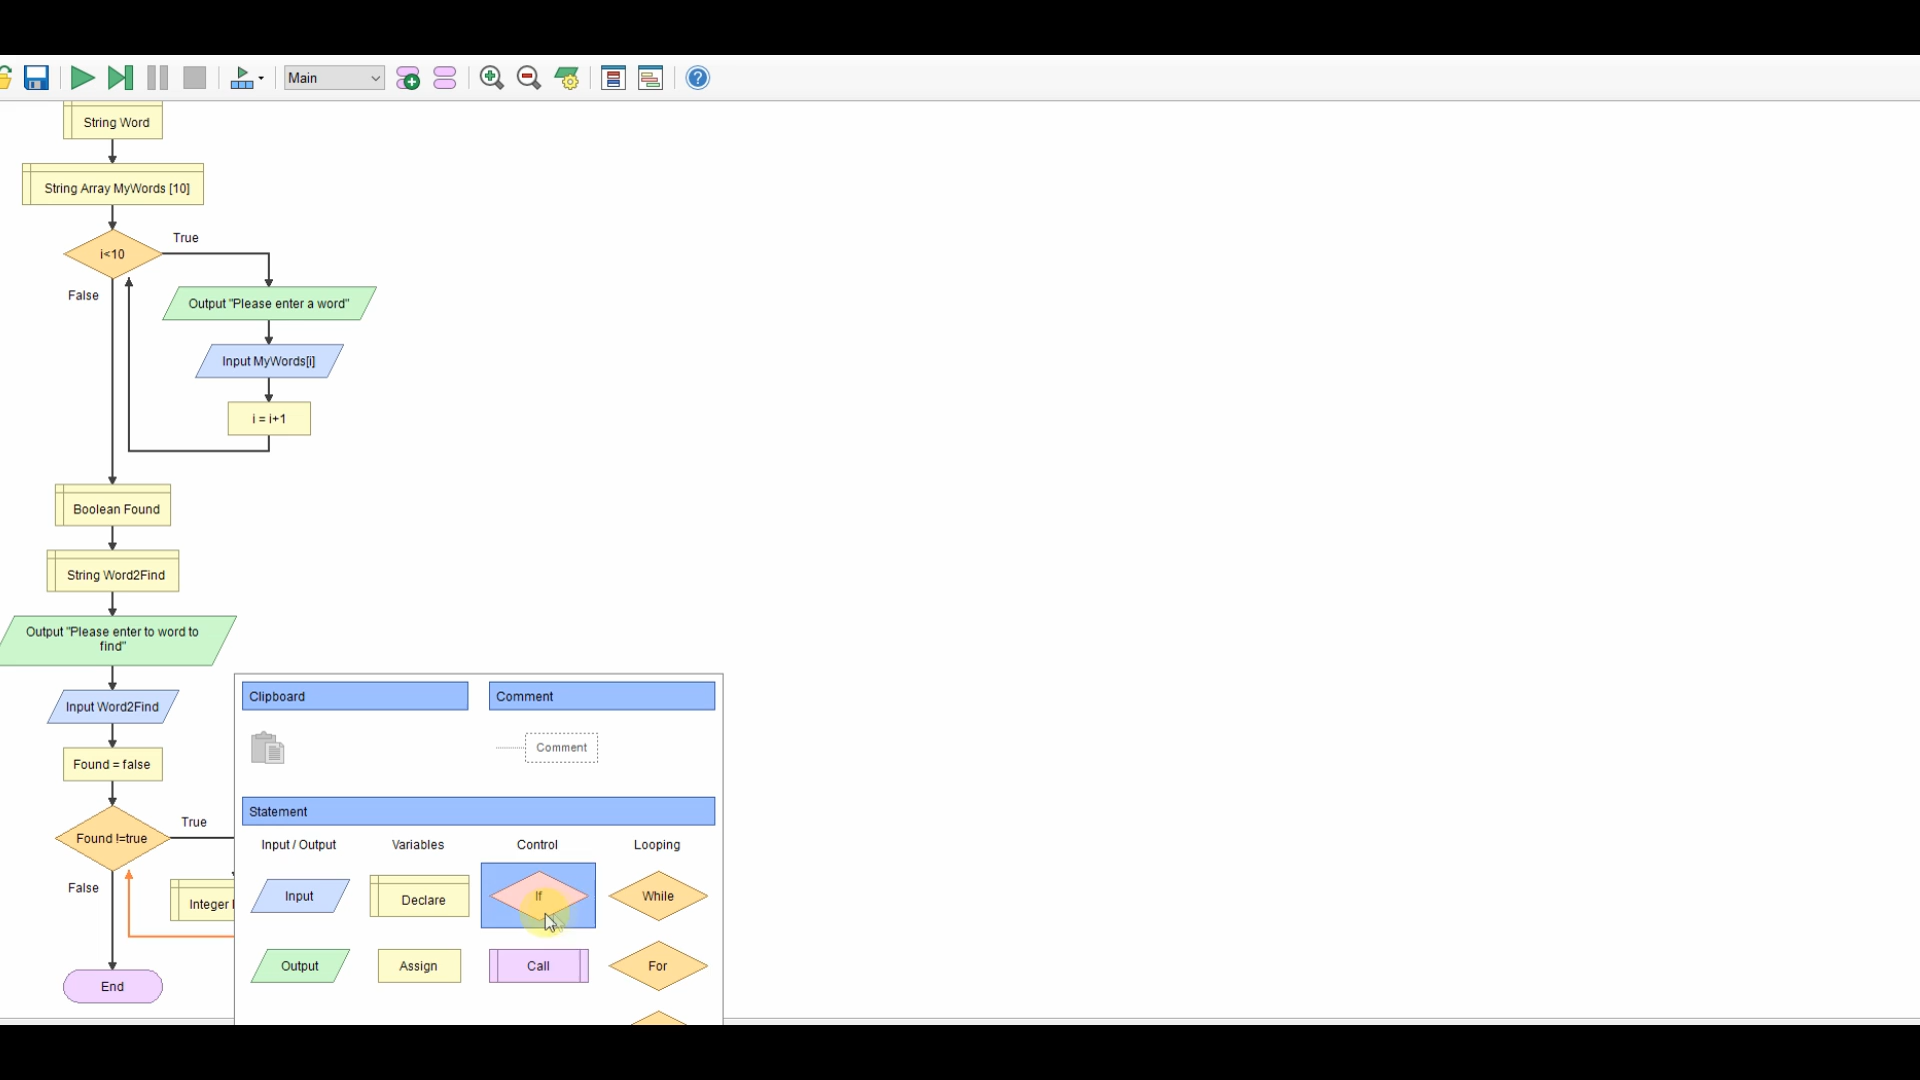 Main
String Word
String Array MyWords [10]
True
i<10
False
Output "Please enter a word"
Input MyWords[i]
i = i+1
Boolean Found
String Word2Find
Output "Please enter to word to
find"
Input Word2Find
Found = false
True
Found !=true
False
Integer
End
Clipboard
Comment
Comment
Statement
Input / Output
Variables
Control
Looping
Input
Declare
If
While
Output
Assign
Call
For